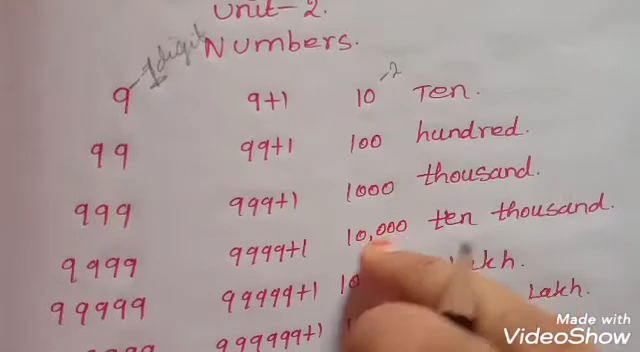 Unit-2.
Numbers.
9 - 1 digit 9+1 10 - 2 Ten.
99 99+1 100 hundred.
999 999+1 1000 thousand.
9999 9999+1 10,000 ten thousand.
99999 99999+1 10 Lakh.
999999+1 Lakh.
Made with
VideoShow